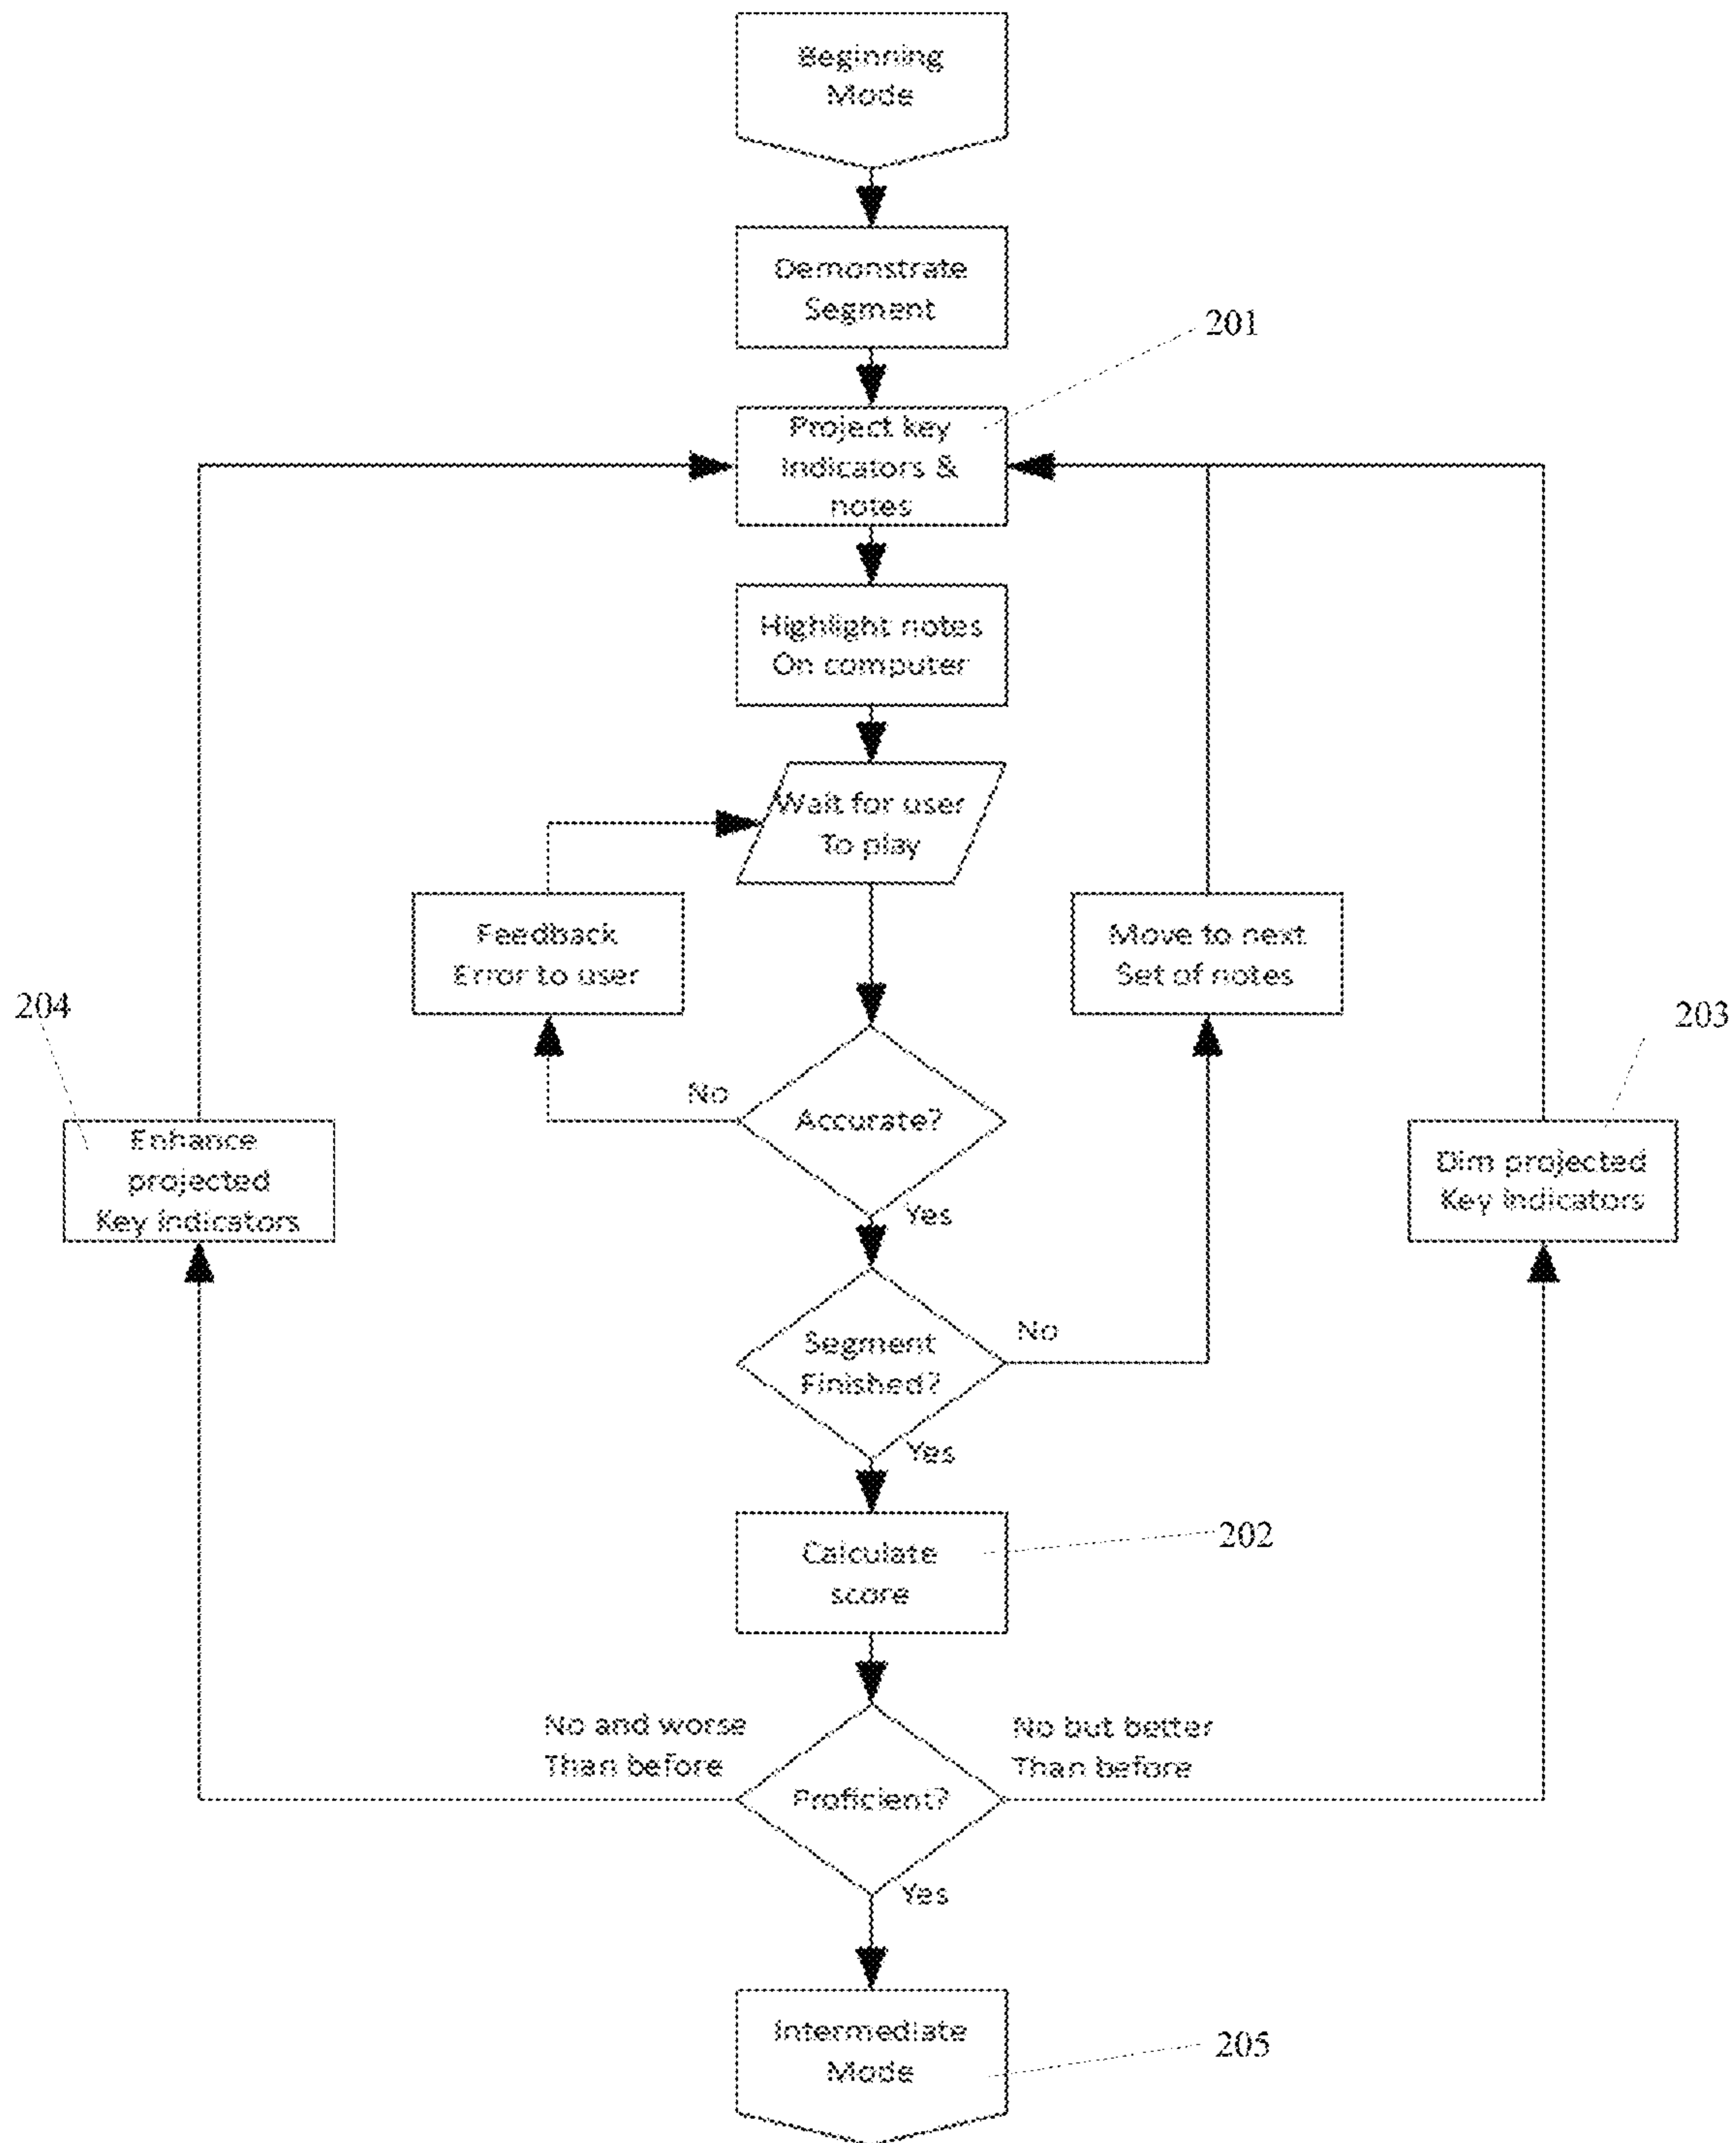 Beginning
Mode
Demonstrate
Segment
201
Project key
indicators &
notes
Highlight notes
On computer
Wait for user
To play
Feedback
Error to user
Move to next
Set of notes
204
203
No
Accurate?
Enhance
projected
Key indicators
Dim projected
Key indicators
Yes
Segment
Finished?
No
Yes
202
Calculate
score
No and worse
Than before
No but better
Than before
Proficient?
Yes
Intermediate
Mode
205